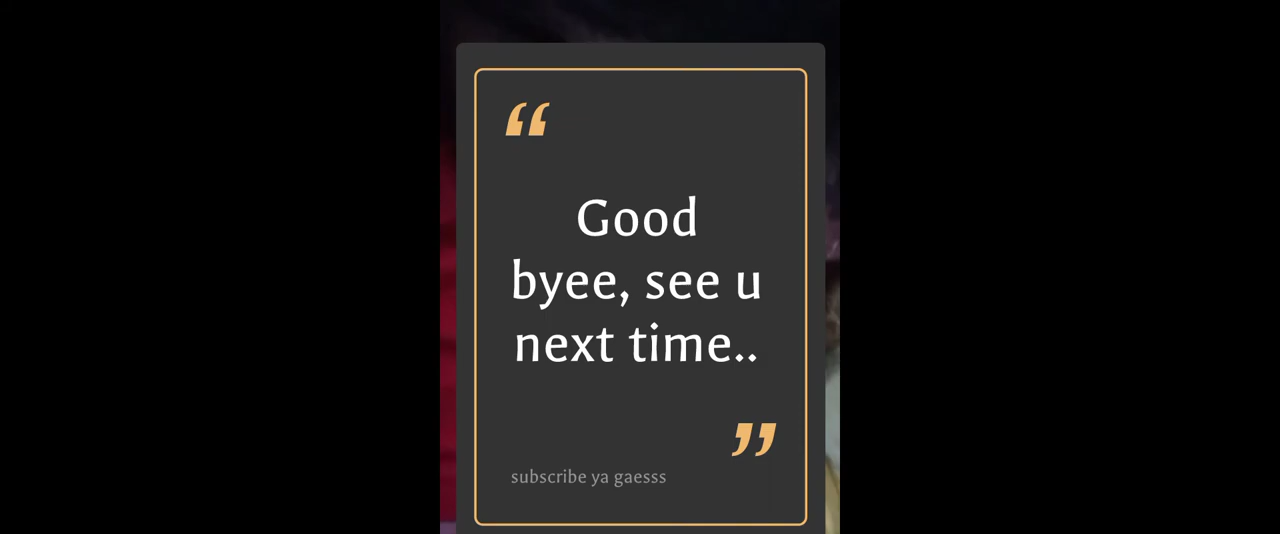 “
Good
byee, see u
next time..
”
subscribe ya gaesss